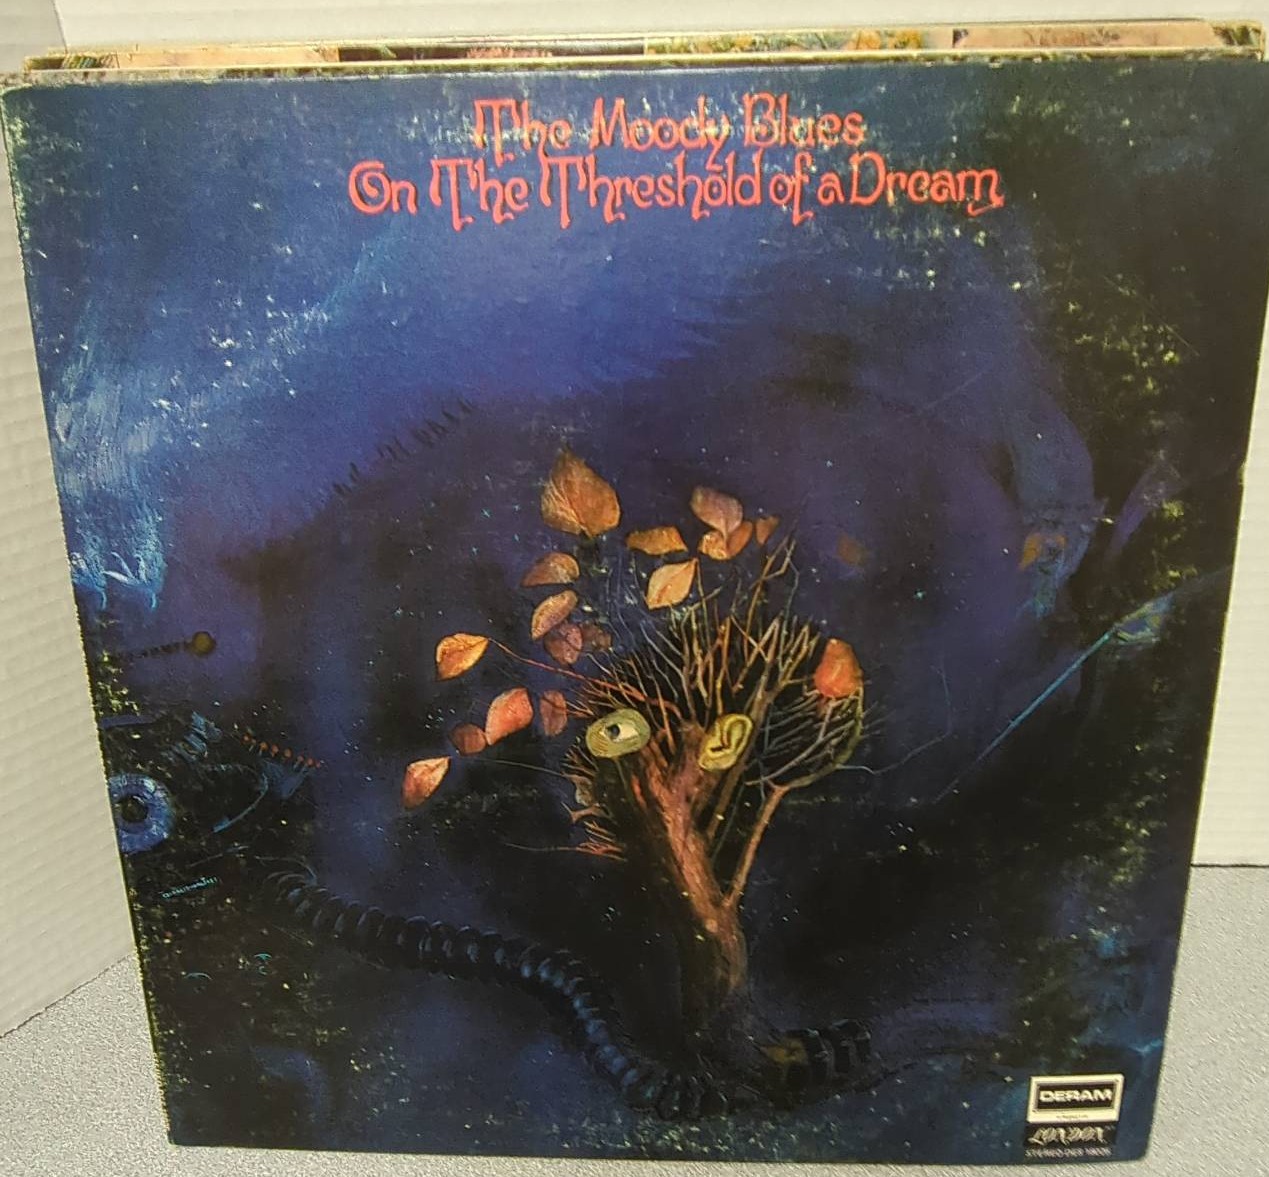 The Moody Blues
On The Threshold of a Dream
DERAM
LONDON